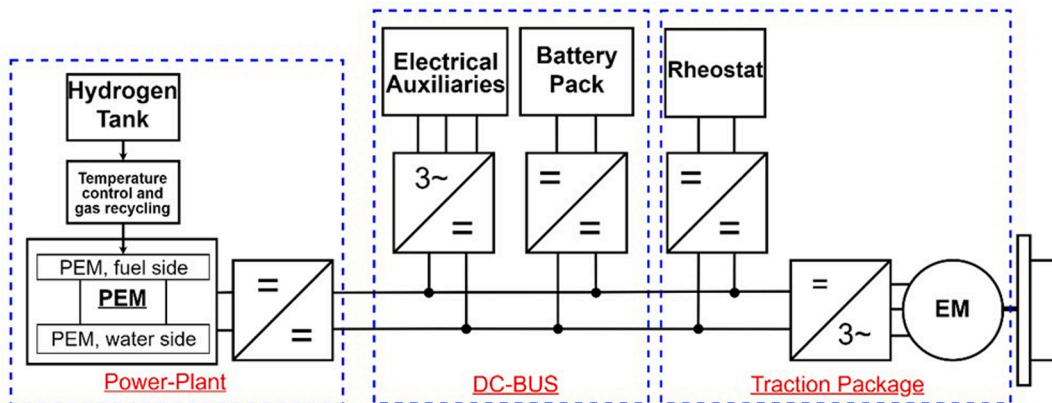 Hydrogen
Tank
Temperature
control and
gas recycling
PEM, fuel side
PEM
PEM, water side
=
=
Power-Plant
Electrical
Auxiliaries
3~
=
Battery
Pack
=
=
DC-BUS
Rheostat
=
=
=
3~
EM
Traction Package